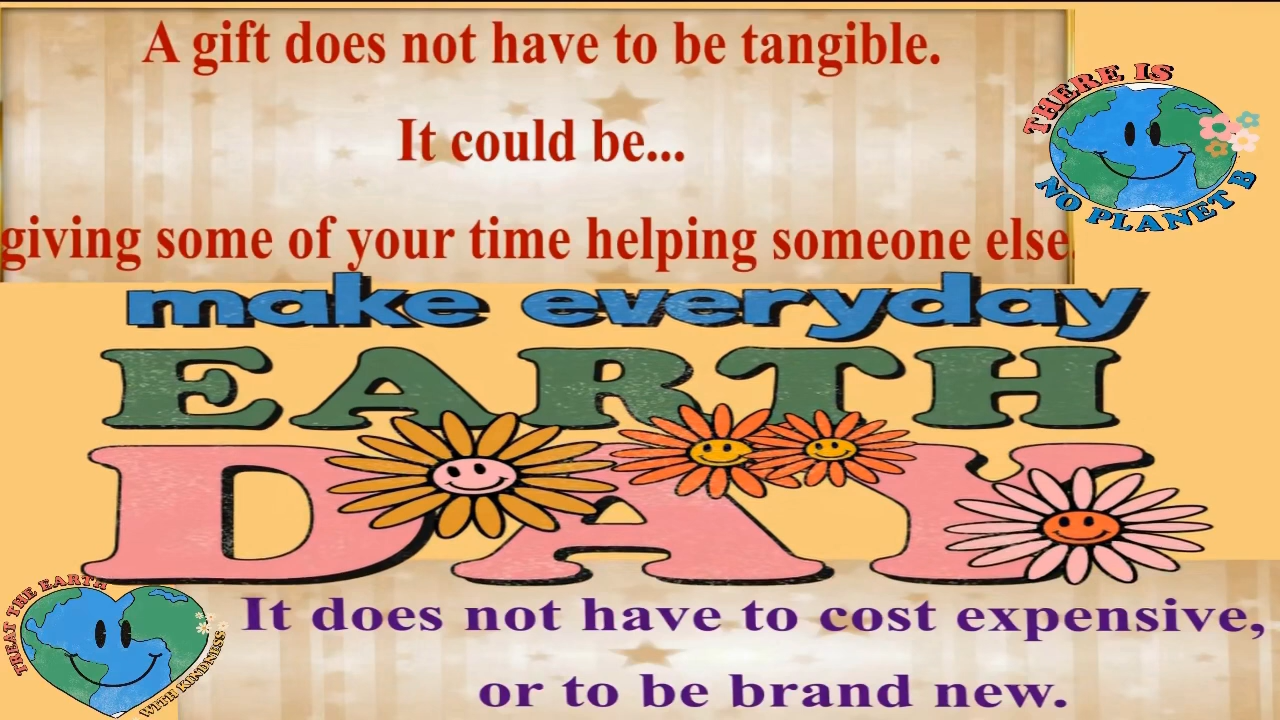 A gift does not have to be tangible.
It could be...
giving some of your time helping someone else.
THERE IS
NO PLANET B
make everyday
EARTH
DAY
TREAT THE EARTH
WITH KINDNESS
It does not have to cost expensive,
or to be brand new.